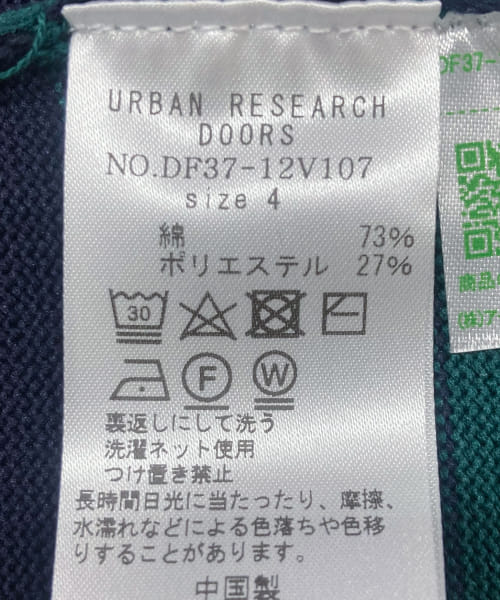 URBAN RESEARCH
DOORS
NO.DF37-12V107
size 4
綿 73%
ポリエステル 27%
30
F
W
裏返しにして洗う
洗濯ネット使用
つけ置き禁止
長時間日光に当たったり、摩擦、
水濡れなどによる色落ちや色移
りすることがあります。
中国製
DF37-
商品
(株)ア